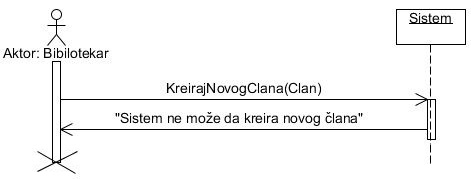 Sistem
Aktor: Bibilotekar
KreirajNovogClana(Clan)
"Sistem ne može da kreira novog člana"